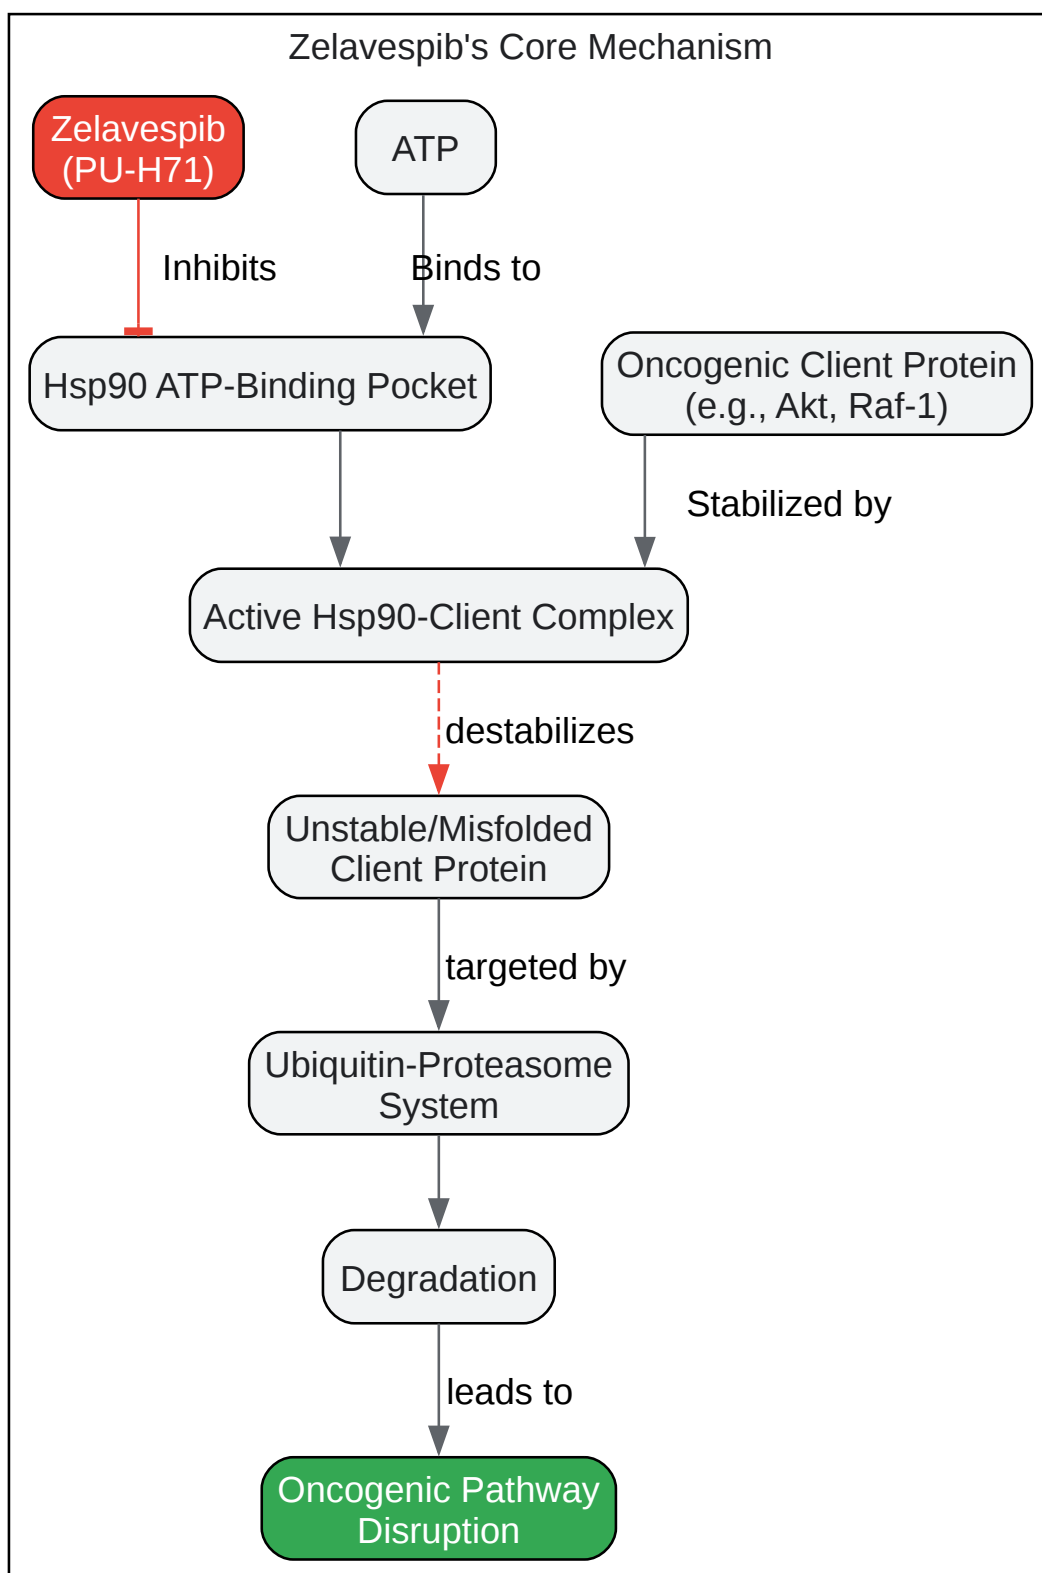 Zelavespib's Core Mechanism
Zelavespib
(PU-H71)
ATP
Inhibits
Binds to
Hsp90 ATP-Binding Pocket
Oncogenic Client Protein
(e.g., Akt, Raf-1)
Stabilized by
Active Hsp90-Client Complex
destabilizes
Unstable/Misfolded
Client Protein
targeted by
Ubiquitin-Proteasome
System
Degradation
leads to
Oncogenic Pathway
Disruption